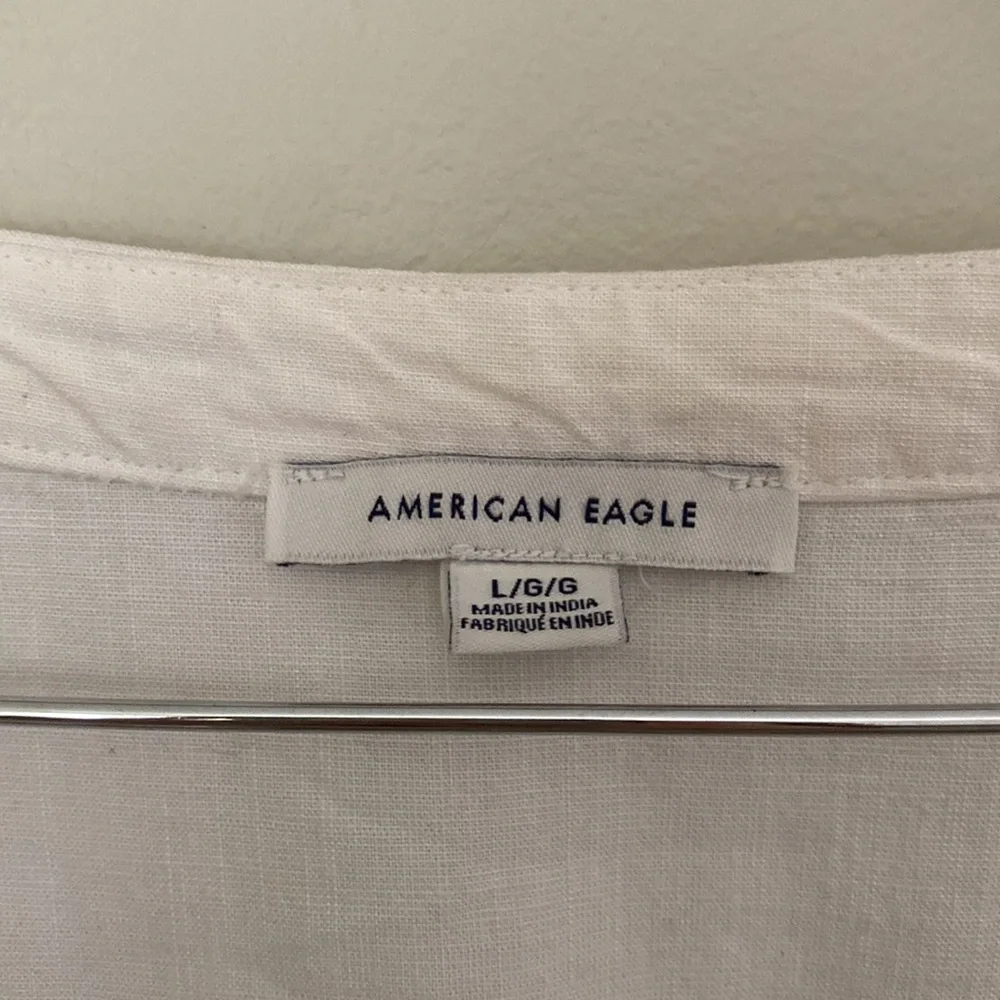 AMERICAN EAGLE
L/G/G
MADE IN INDIA
FABRIQUÉ EN INDE